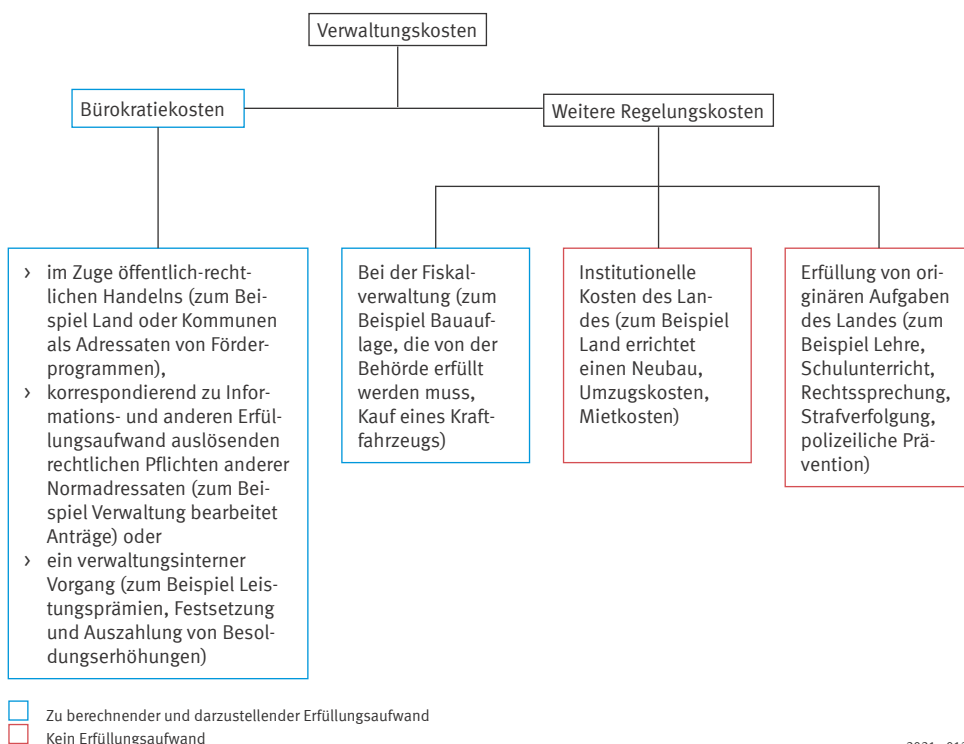 Verwaltungskosten
Bürokratiekosten
Weitere Regelungskosten
› im Zuge öffentlich-recht-
lichen Handelns (zum Bei-
spiel Land oder Kommunen
als Adressaten von Förder-
programmen),
› korrespondierend zu Infor-
mations- und anderen Erfül-
lungsaufwand auslösenden
rechtlichen Pflichten anderer
Normadressaten (zum Bei-
spiel Verwaltung bearbeitet
Anträge) oder
› ein verwaltungsinterner
Vorgang (zum Beispiel Leis-
tungsprämien, Festsetzung
und Auszahlung von Besol-
dungserhöhungen)
Bei der Fiskal-
verwaltung (zum
Beispiel Bauauf-
lage, die von der
Behörde erfüllt
werden muss,
Kauf eines Kraft-
fahrzeugs)
Institutionelle
Kosten des Lan-
des (zum Beispiel
Land errichtet
einen Neubau,
Umzugskosten,
Mietkosten)
Erfüllung von ori-
ginären Aufgaben
des Landes (zum
Beispiel Lehre,
Schulunterricht,
Rechtssprechung,
Strafverfolgung,
polizeiliche Prä-
vention)
Zu berechnender und darzustellender Erfüllungsaufwand
Kein Erfüllungsaufwand